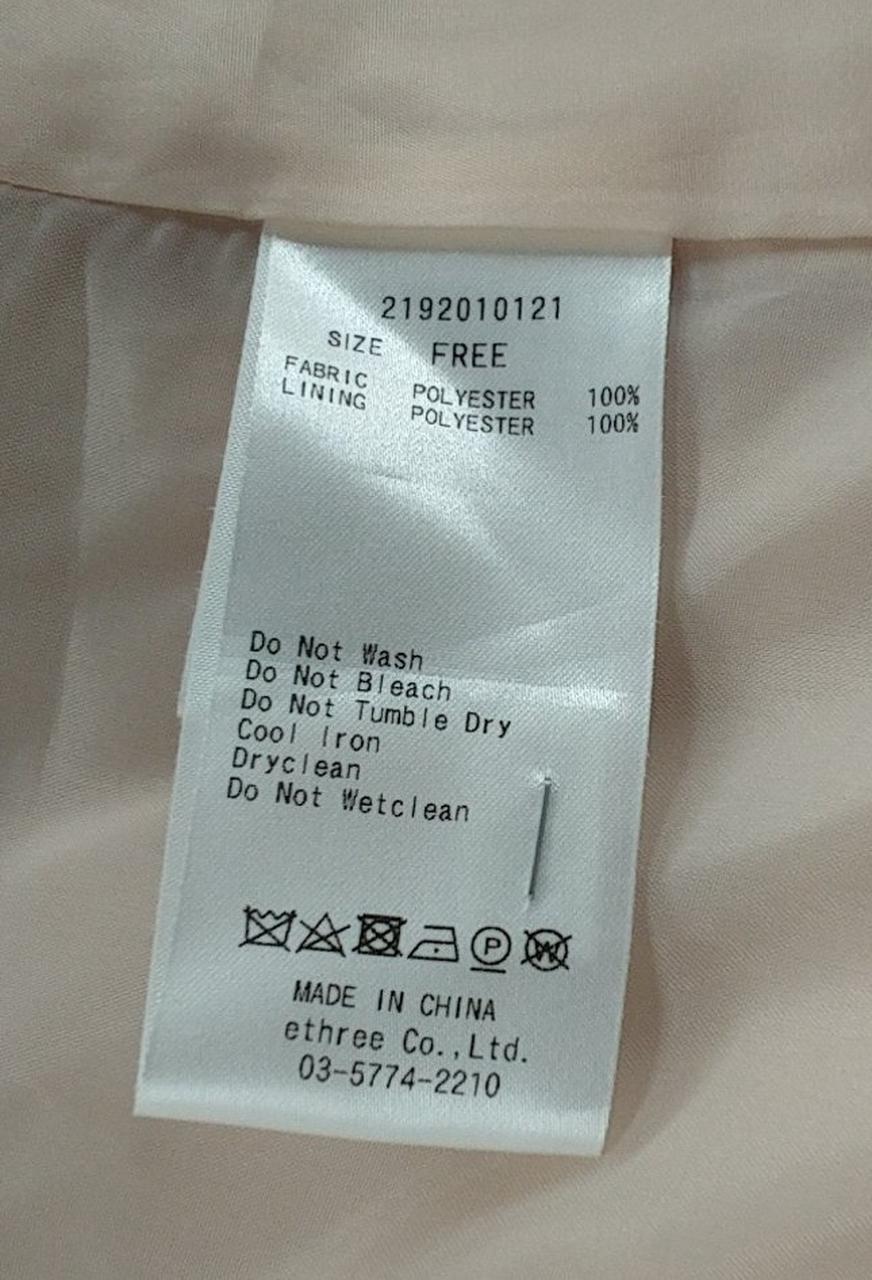 2192010121
SIZE FREE
FABRIC POLYESTER 100%
LINING POLYESTER 100%
Do Not Wash
Do Not Bleach
Do Not Tumble Dry
Cool Iron
Dryclean
Do Not Wetclean
P W
MADE IN CHINA
ethree Co.,Ltd.
03-5774-2210